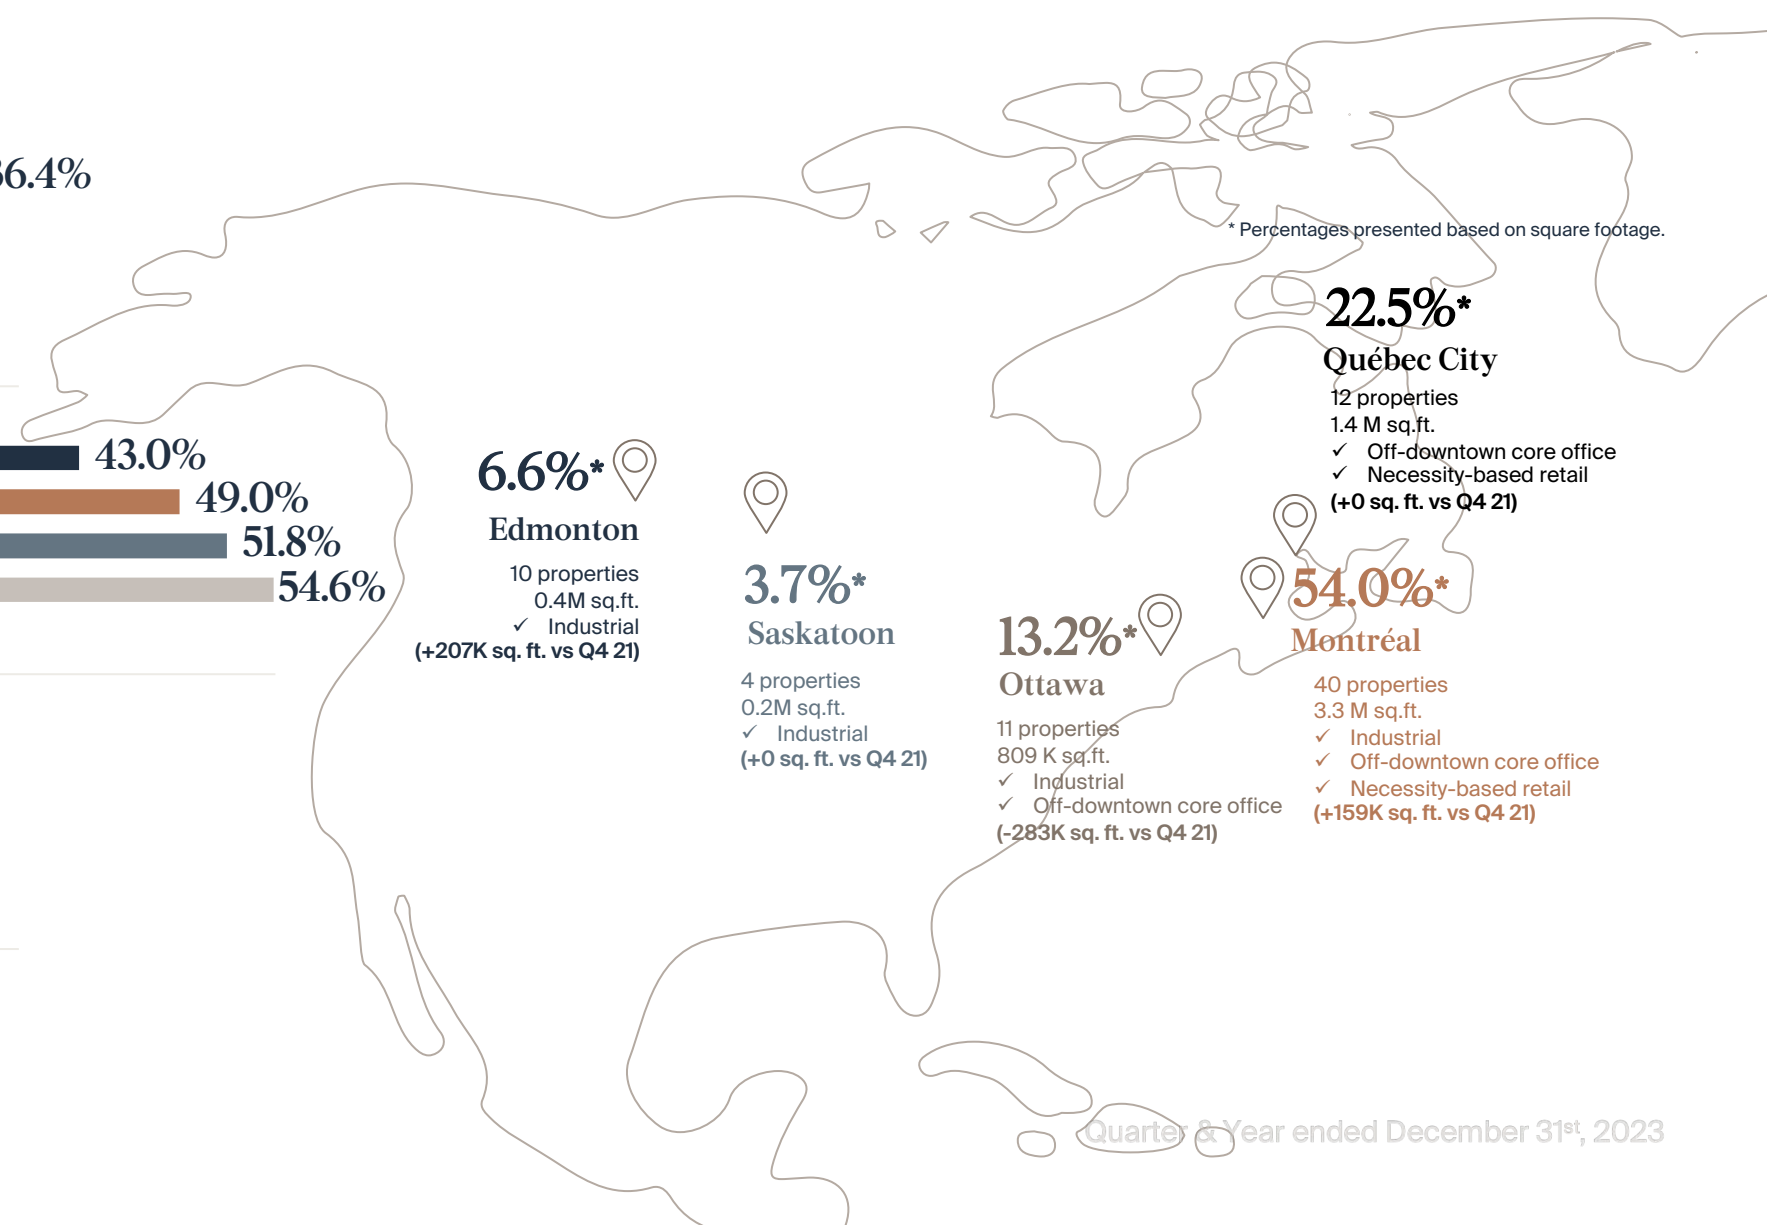 36.4%
43.0%
49.0%
51.8%
54.6%
* Percentages presented based on square footage.
22.5%*
Québec City
12 properties
1.4 M sq.ft.
✓ Off-downtown core office
✓ Necessity-based retail
(+0 sq. ft. vs Q4 21)
6.6%*
Edmonton
10 properties
0.4M sq.ft.
✓ Industrial
(+207K sq. ft. vs Q4 21)
3.7%*
Saskatoon
4 properties
0.2M sq.ft.
✓ Industrial
(+0 sq. ft. vs Q4 21)
13.2%*
Ottawa
11 properties
809 K sq.ft.
✓ Industrial
✓ Off-downtown core office
(-283K sq. ft. vs Q4 21)
54.0%*
Montréal
40 properties
3.3 M sq.ft.
✓ Industrial
✓ Off-downtown core office
✓ Necessity-based retail
(+159K sq. ft. vs Q4 21)
Quarter & Year ended December 31st, 2023